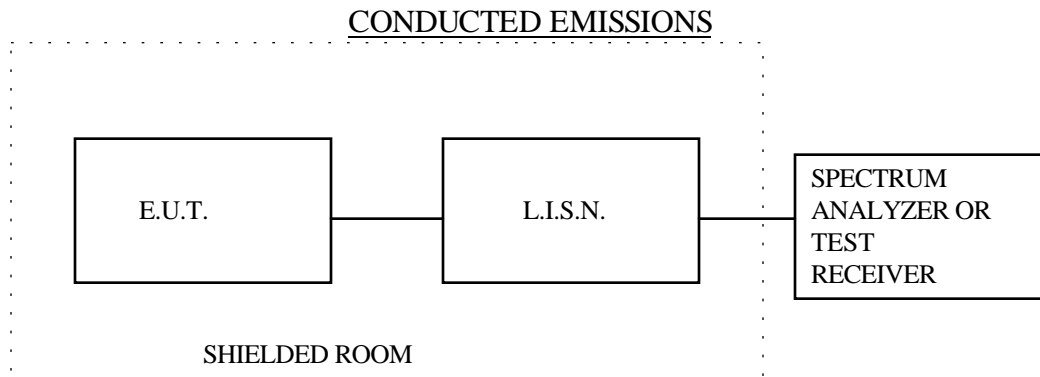 CONDUCTED EMISSIONS
E.U.T.
L.I.S.N.
SPECTRUM
ANALYZER OR
TEST
RECEIVER
SHIELDED ROOM